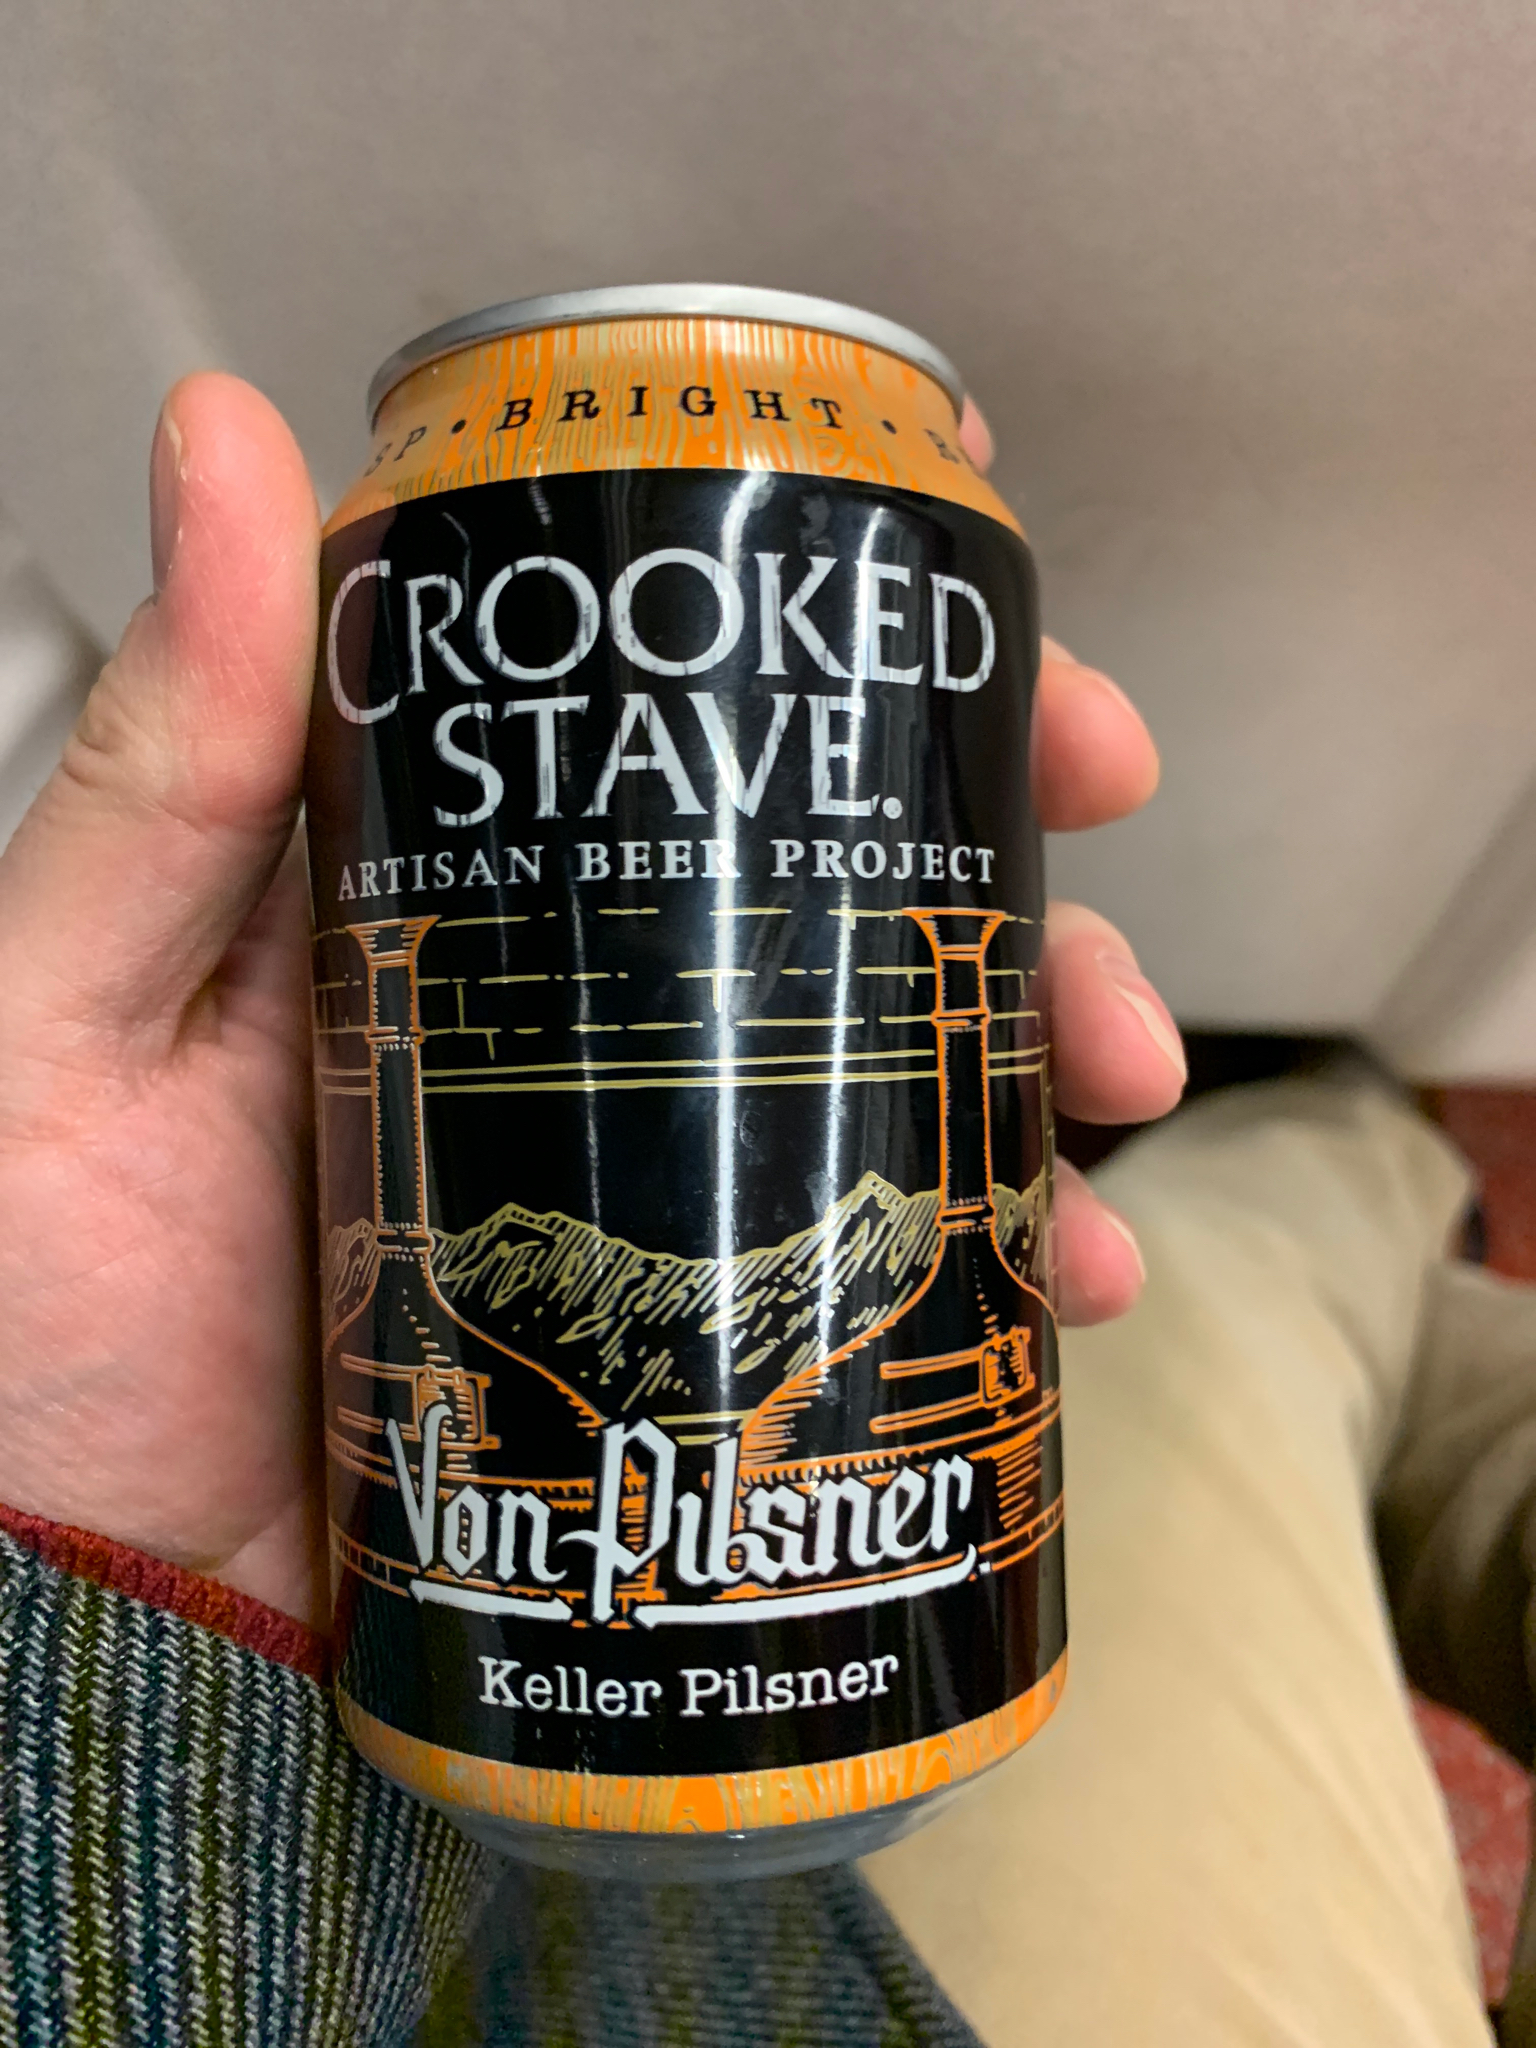 BRIGHT
CROOKED
STAVE®
ARTISAN BEER PROJECT
Von Pilsner
Keller Pilsner